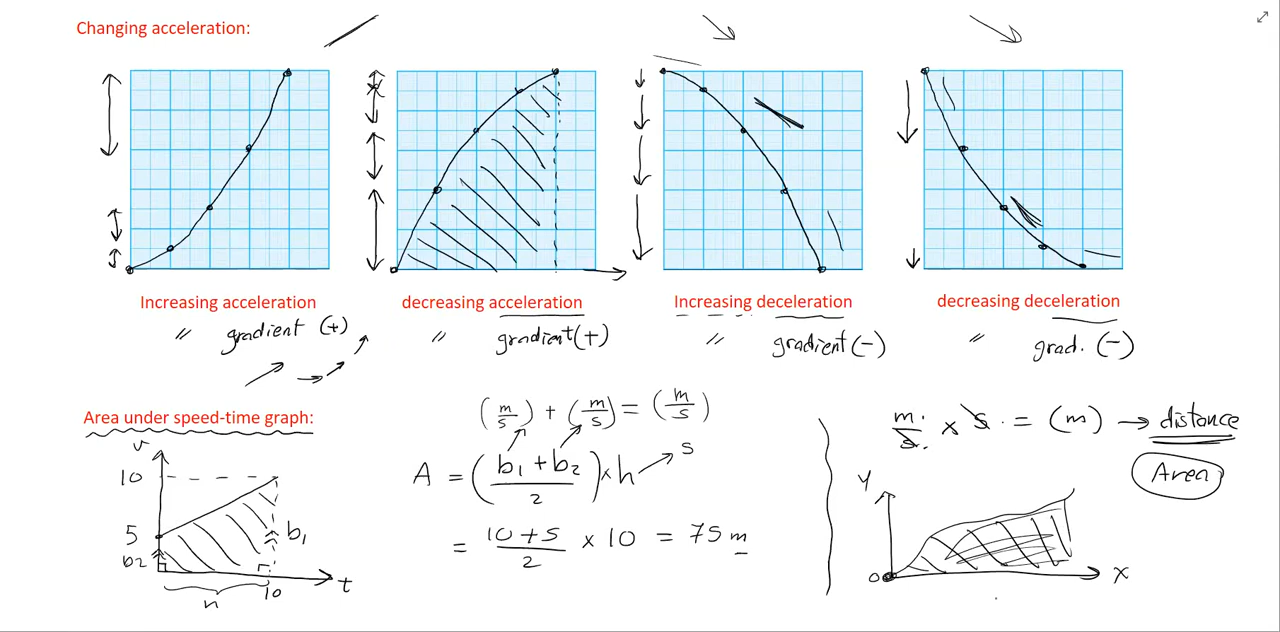 Changing acceleration:
Increasing acceleration
decreasing acceleration
Increasing deceleration
decreasing deceleration
" gradient (+)
" gradient (+)
" gradient (-)
" grad. (-)
Area under speed-time graph:
v
10
5
b2
b1
h
10
t
(m/s) + (m/s) = (m/s)
A = (b1 + b2 / 2) × h → s
= 10 + 5 / 2 × 10 = 75 m
m/s × s = (m) → distance
Area
y
0
x